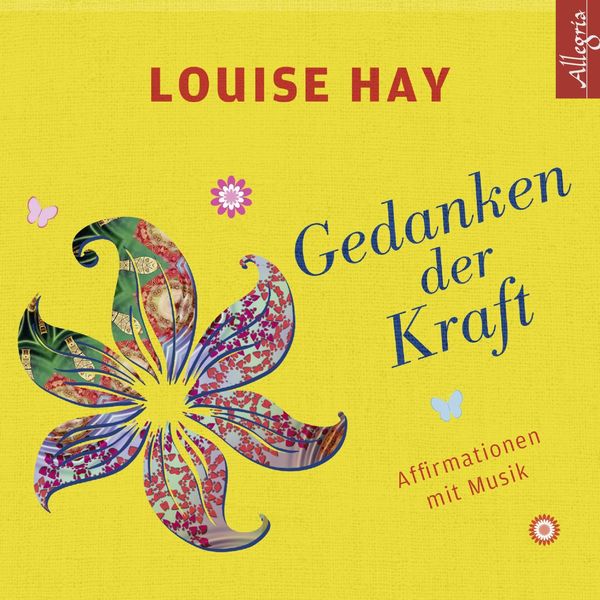 Allegria
LOUISE HAY
Gedanken
der
Kraft
Affirmationen
mit Musik